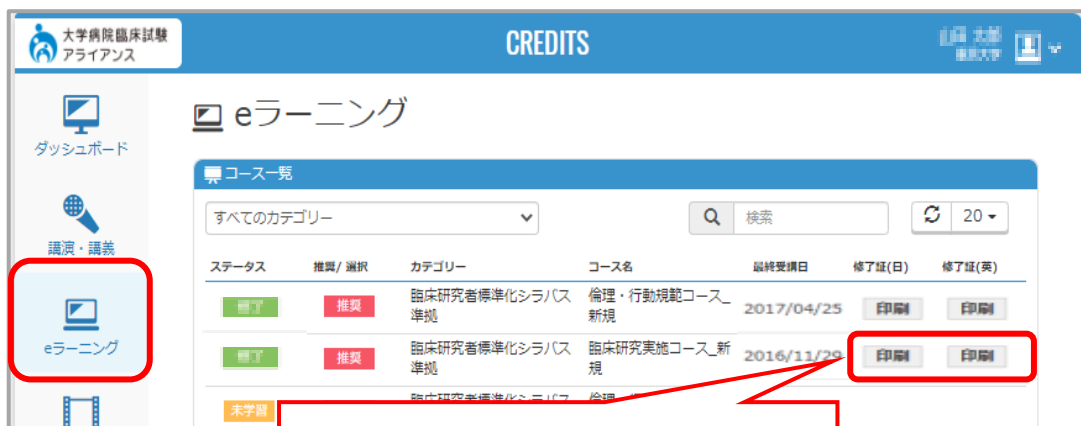 大学病院臨床試験
アライアンス
CREDITS
ダッシュボード
講演・講義
eラーニング
eラーニング
コース一覧
すべてのカテゴリー
検索
20
ステータス 推奨/ 選択 カテゴリー コース名 最終受講日 修了証(日) 修了証(英)
推奨 臨床研究者標準化シラバス 倫理・行動規範コース_ 2017/04/25 印刷 印刷
準拠 新規
推奨 臨床研究者標準化シラバス 臨床研究実施コース_新 2016/11/29 印刷 印刷
準拠 規
未学習